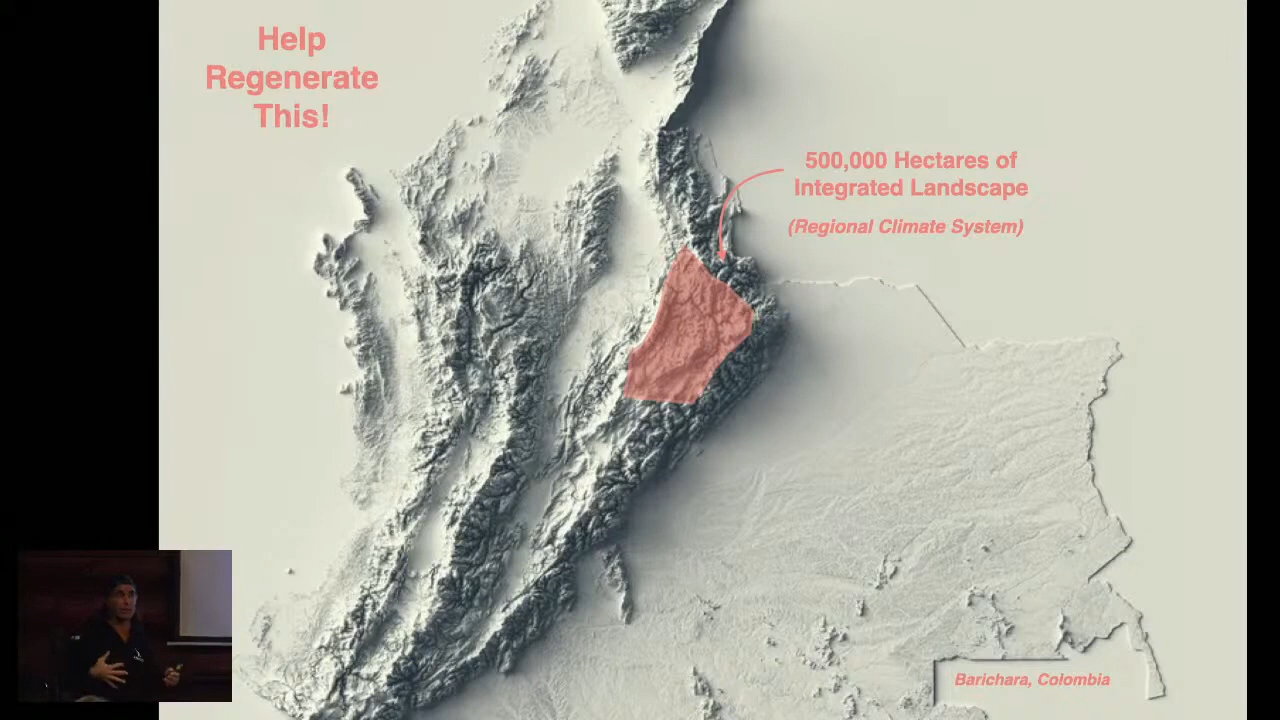 Help
Regenerate
This!
500,000 Hectares of
Integrated Landscape
(Regional Climate System)
Barichara, Colombia